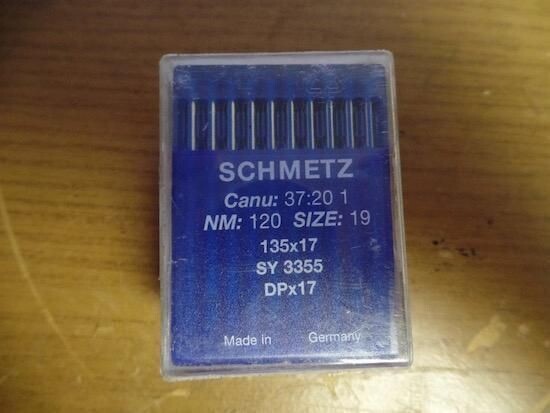 SCHMETZ
Canu: 37:20 1
NM: 120 SIZE: 19
135x17
SY 3355
DPx17
Made in Germany